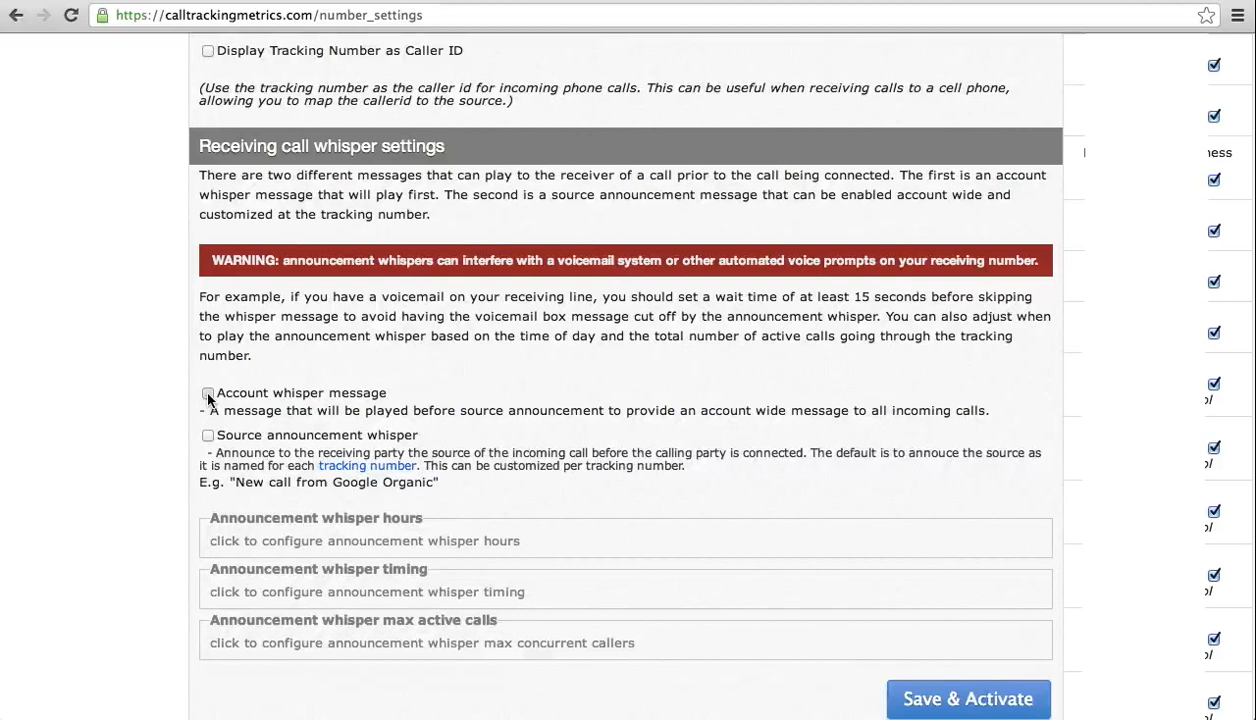 https://calltrackingmetrics.com/number_settings
Display Tracking Number as Caller ID
(Use the tracking number as the caller id for incoming phone calls. This can be useful when receiving calls to a cell phone,
allowing you to map the callerid to the source.)
Receiving call whisper settings
There are two different messages that can play to the receiver of a call prior to the call being connected. The first is an account
whisper message that will play first. The second is a source announcement message that can be enabled account wide and
customized at the tracking number.
ness
WARNING: announcement whispers can interfere with a voicemail system or other automated voice prompts on your receiving number.
For example, if you have a voicemail on your receiving line, you should set a wait time of at least 15 seconds before skipping
the whisper message to avoid having the voicemail box message cut off by the announcement whisper. You can also adjust when
to play the announcement whisper based on the time of day and the total number of active calls going through the tracking
number.
Account whisper message
- A message that will be played before source announcement to provide an account wide message to all incoming calls.
Source announcement whisper
- Announce to the receiving party the source of the incoming call before the calling party is connected. The default is to annouce the source as
it is named for each tracking number. This can be customized per tracking number.
E.g. "New call from Google Organic"
Announcement whisper hours
click to configure announcement whisper hours
Announcement whisper timing
click to configure announcement whisper timing
Announcement whisper max active calls
click to configure announcement whisper max concurrent callers
Save & Activate